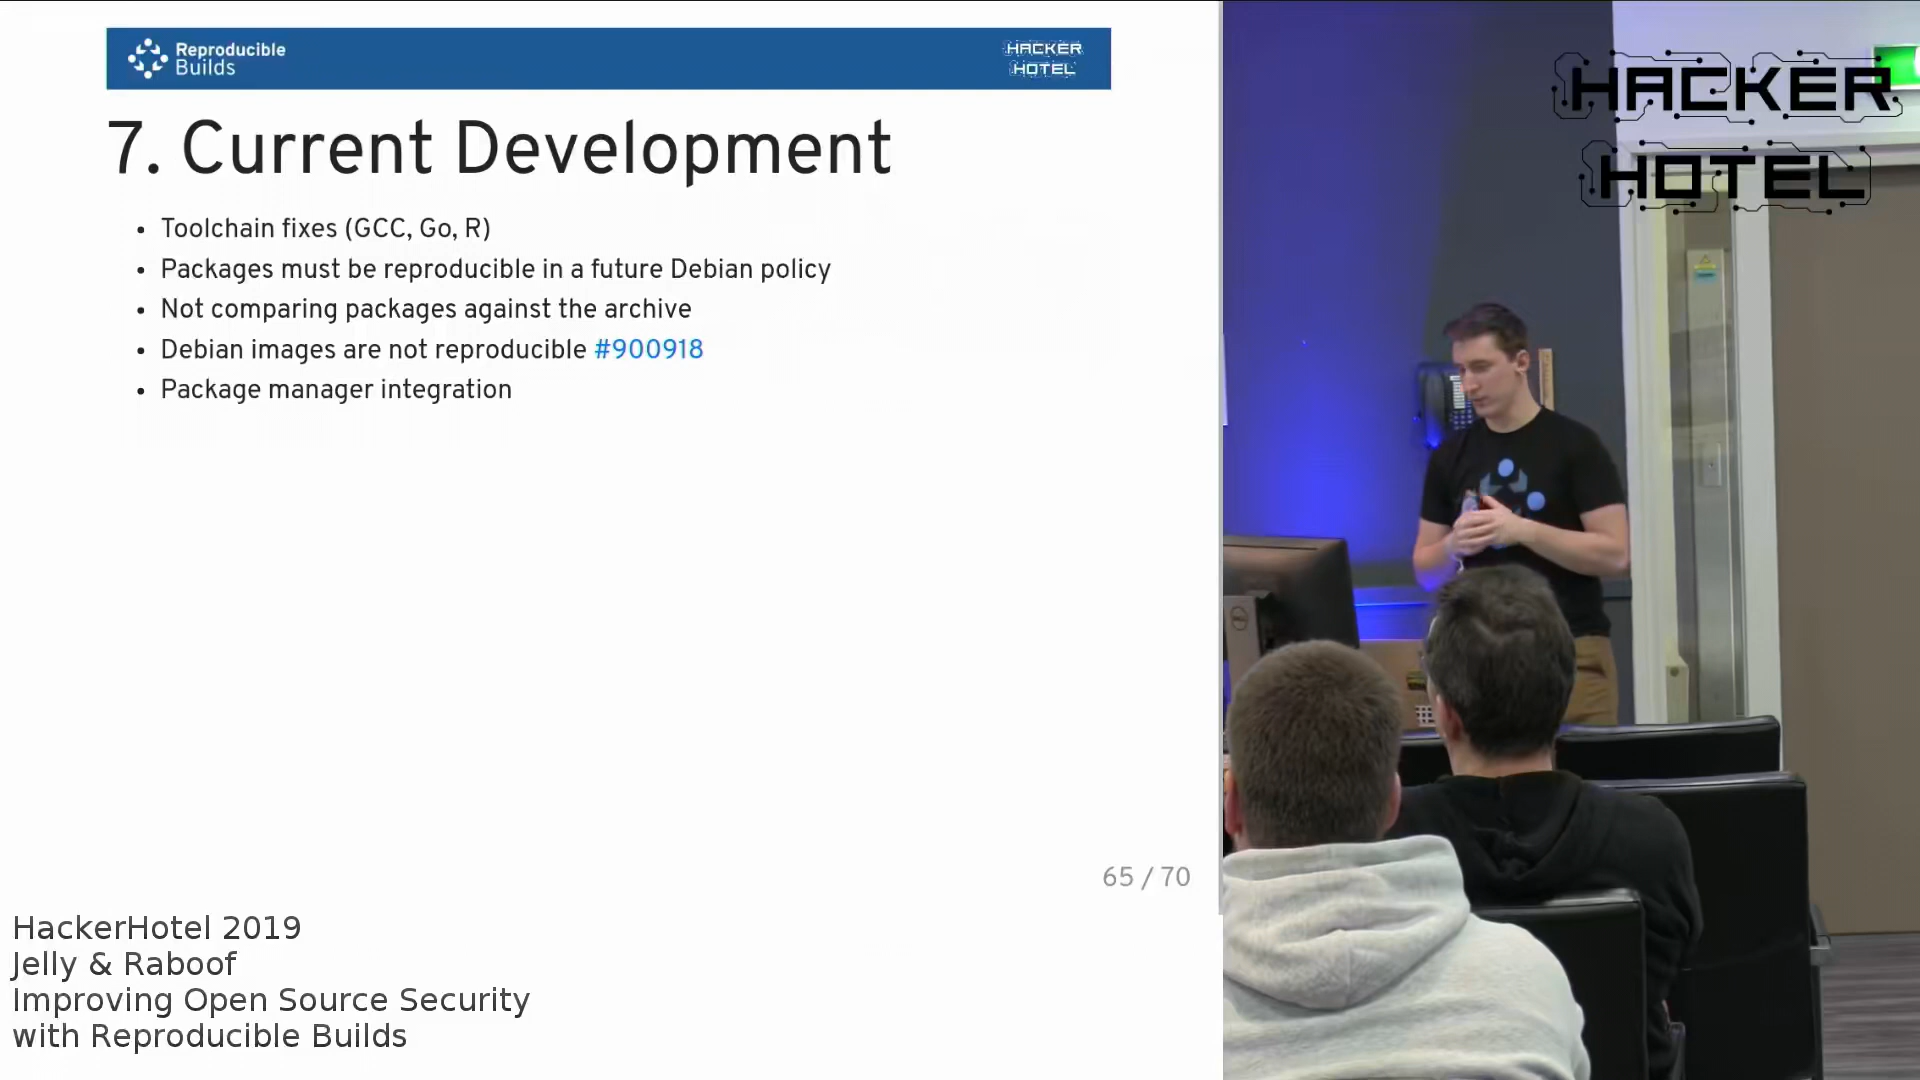 Reproducible
Builds
HACKER
HOTEL
7. Current Development
Toolchain fixes (GCC, Go, R)
Packages must be reproducible in a future Debian policy
Not comparing packages against the archive
Debian images are not reproducible #900918
Package manager integration
65 / 70
HackerHotel 2019
Jelly & Raboof
Improving Open Source Security
with Reproducible Builds
HACKER
HOTEL
DELL